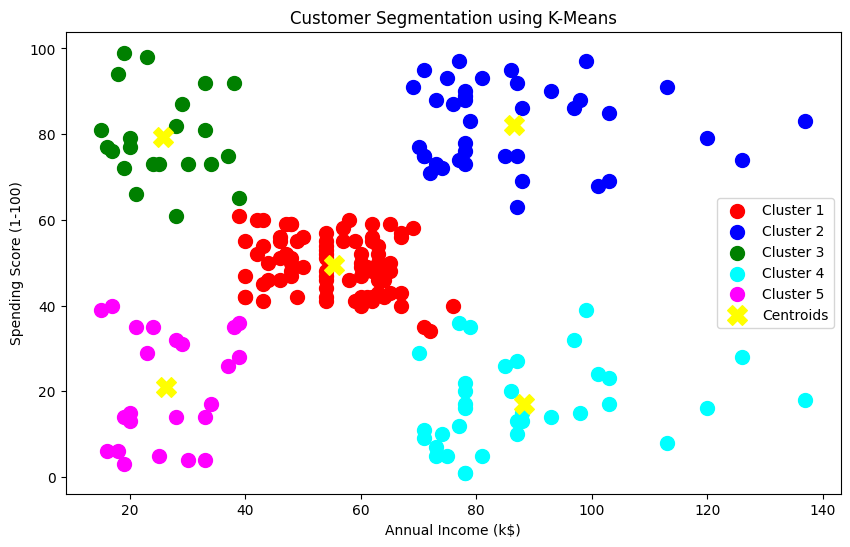 Customer Segmentation using K-Means
Spending Score (1-100)
100
80
60
40
20
0
Cluster 1
Cluster 2
Cluster 3
Cluster 4
Cluster 5
Centroids
20 40 60 80 100 120 140
Annual Income (k$)